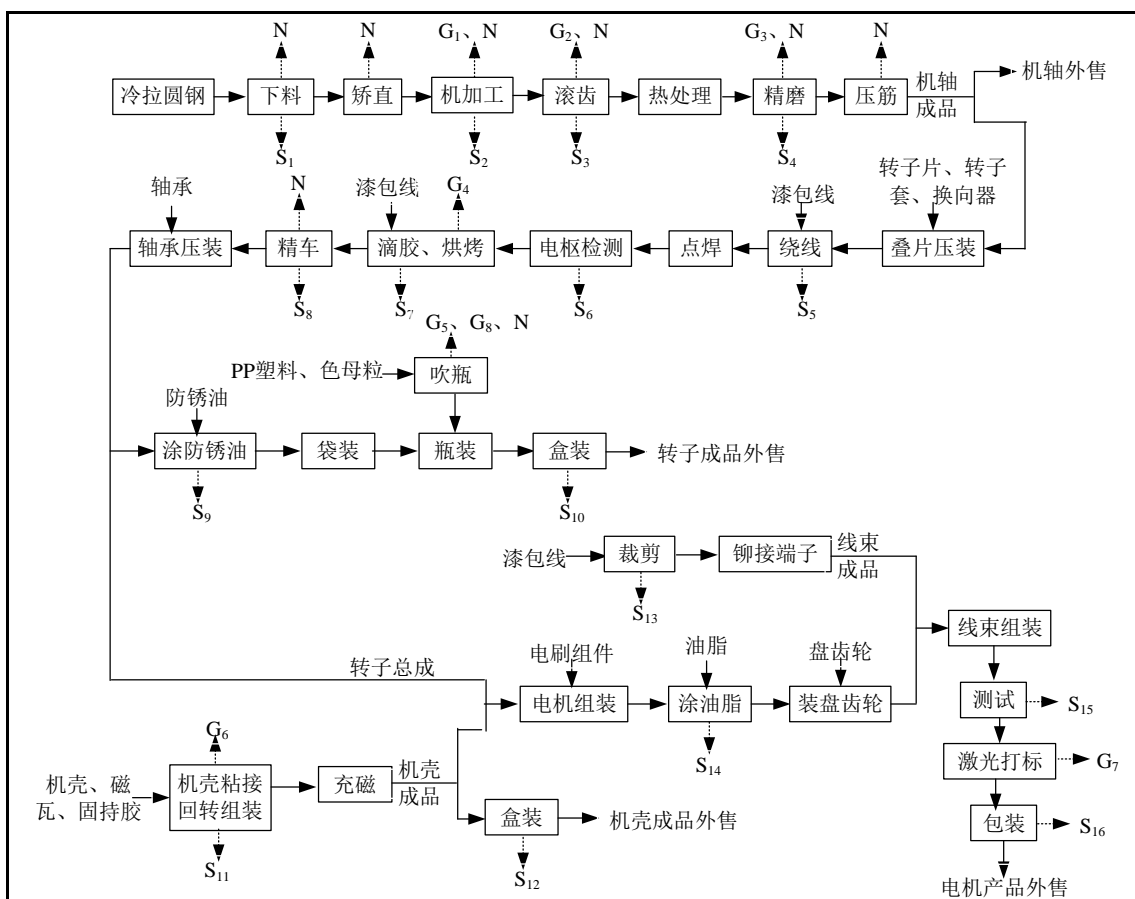 N
N
G₁、N
G₂、N
G₃、N
N
冷拉圆钢
下料
矫直
机加工
滚齿
热处理
精磨
压筋
机轴
成品
机轴外售
S₁
S₂
S₃
S₄
轴承
N
漆包线
G₄
漆包线
转子片、转子
套、换向器
轴承压装
精车
滴胶、烘烤
电枢检测
点焊
绕线
叠片压装
S₈
S₇
S₆
S₅
G₅、G₈、N
PP塑料、色母粒
吹瓶
防锈油
涂防锈油
袋装
瓶装
盒装
转子成品外售
S₉
S₁₀
漆包线
裁剪
铆接端子
线束
成品
S₁₃
线束组装
转子总成
电刷组件
油脂
盘齿轮
电机组装
涂油脂
装盘齿轮
测试
S₁₅
S₁₄
G₆
机壳、磁
瓦、固持胶
机壳粘接
回转组装
充磁
机壳
成品
激光打标
G₇
盒装
机壳成品外售
包装
S₁₆
S₁₁
S₁₂
电机产品外售